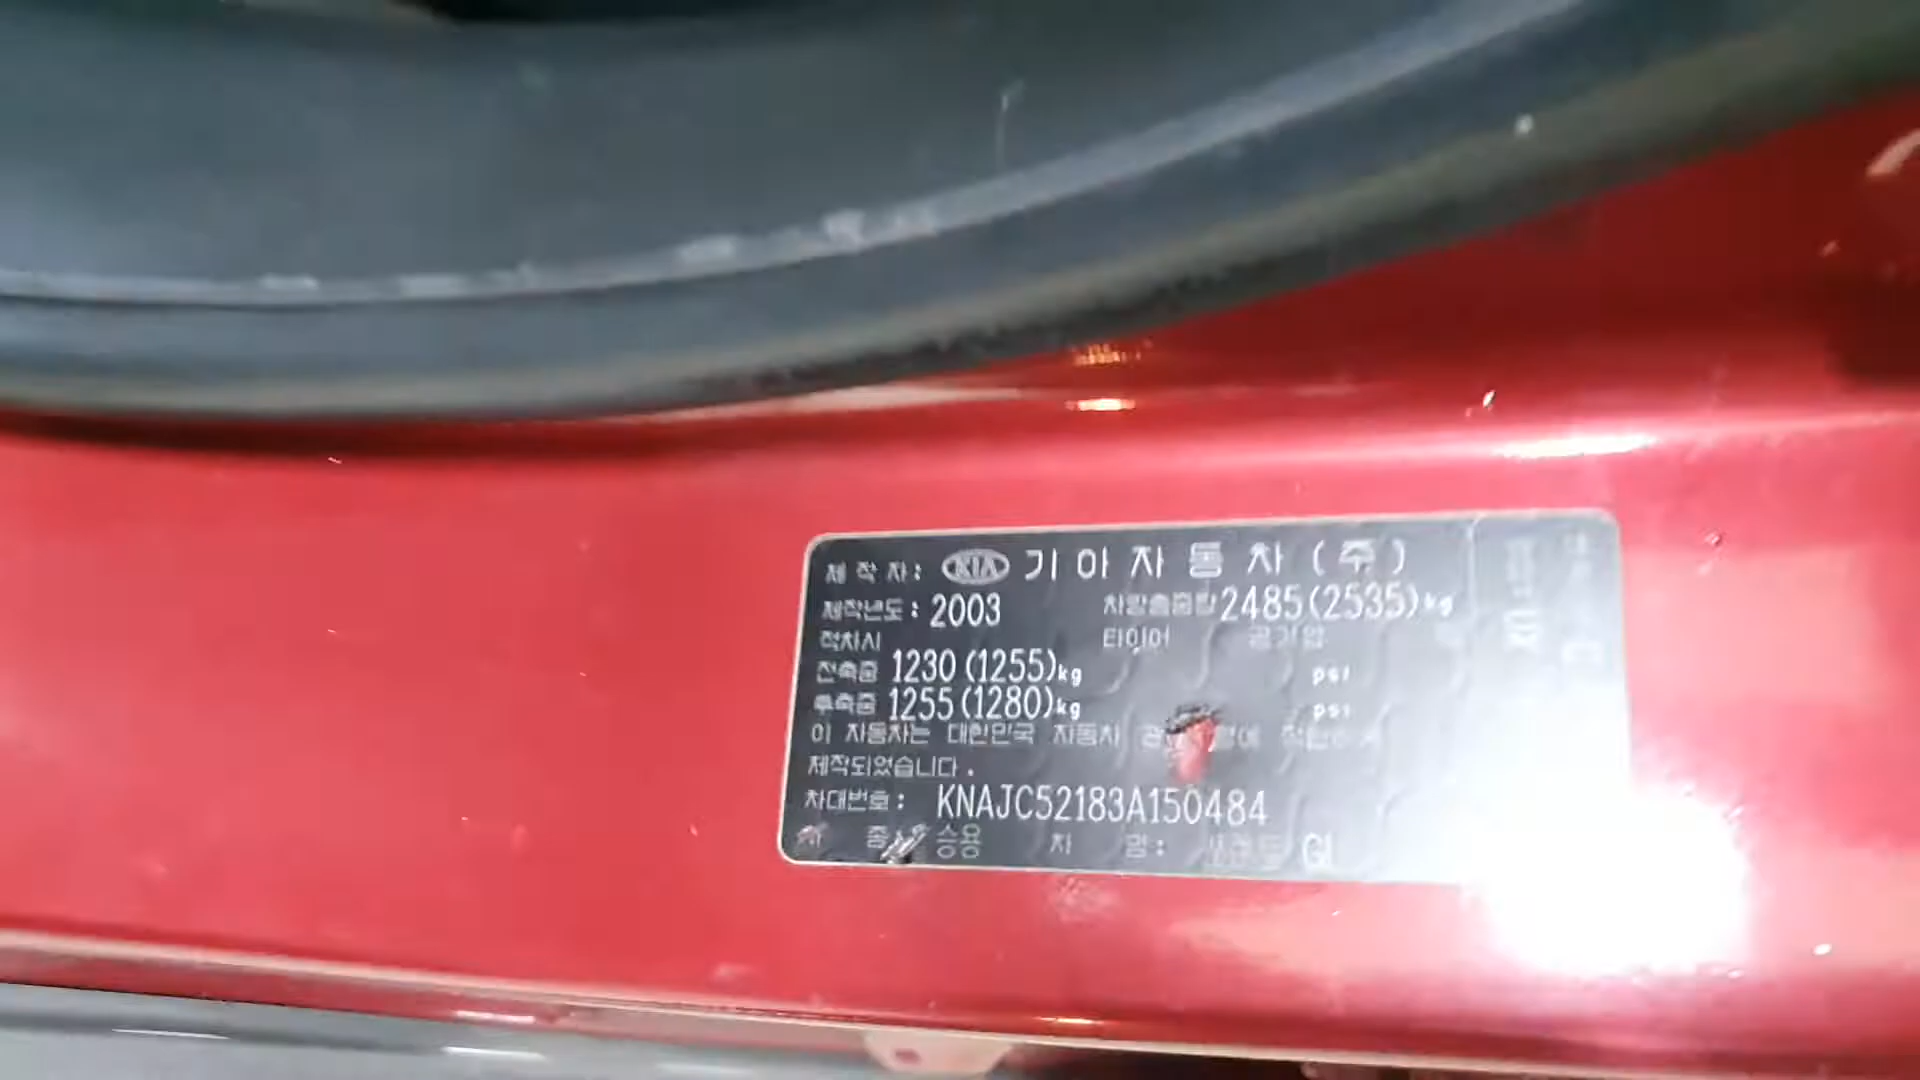 제 작 자: KIA 기 아 자 동 차 (주)
제작년도: 2003 차량총중량 2485(2535)kg
적차시 타이어 공기압
전축중 1230 (1255)kg psi
후축중 1255 (1280)kg psi
이 자동차는 대한민국 자동차
제작되었습니다.
차대번호: KNAJC52183A150484
차 종 승용 차 명: GL